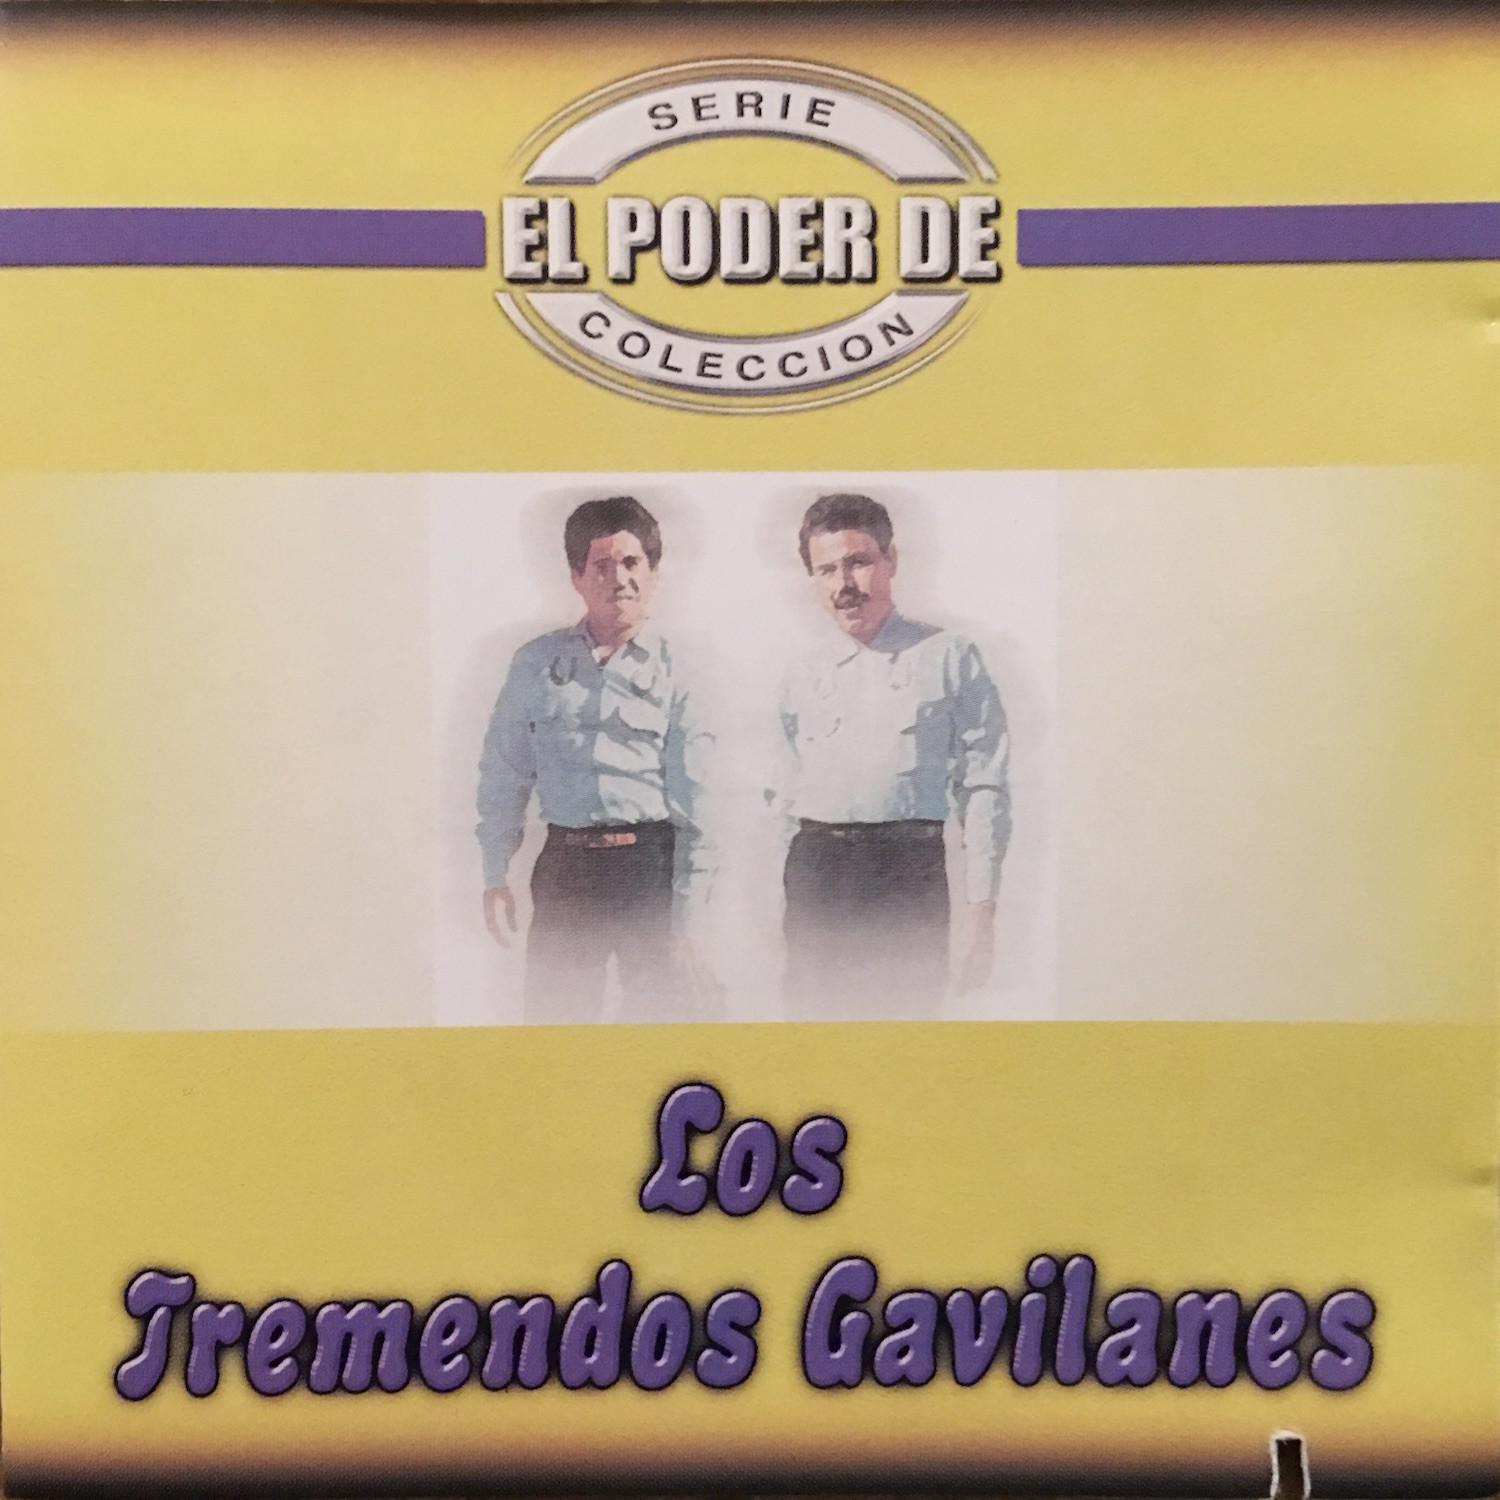 SERIE
EL PODER DE
COLECCION
Los
Tremendos Gavilanes